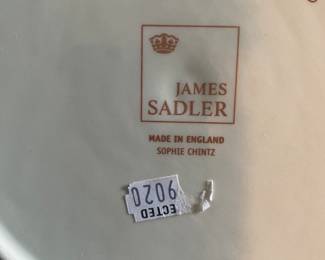 JAMES
SADLER
MADE IN ENGLAND
SOPHIE CHINTZ
ECTED
9020